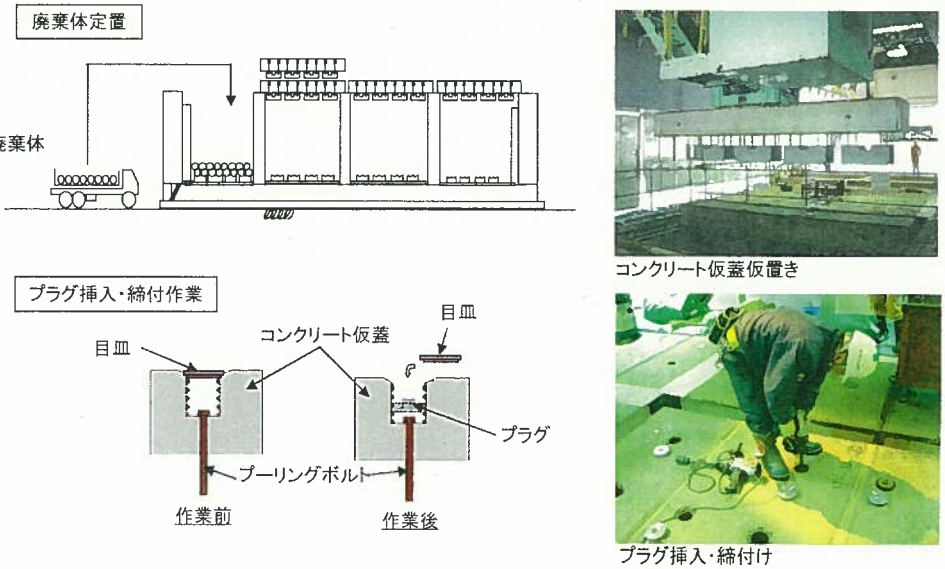 廃棄体定置
廃棄体
コンクリート仮蓋仮置き
プラグ挿入・締付作業
目皿
コンクリート仮蓋
目皿
プラグ
プーリングボルト
作業前
作業後
プラグ挿入・締付け